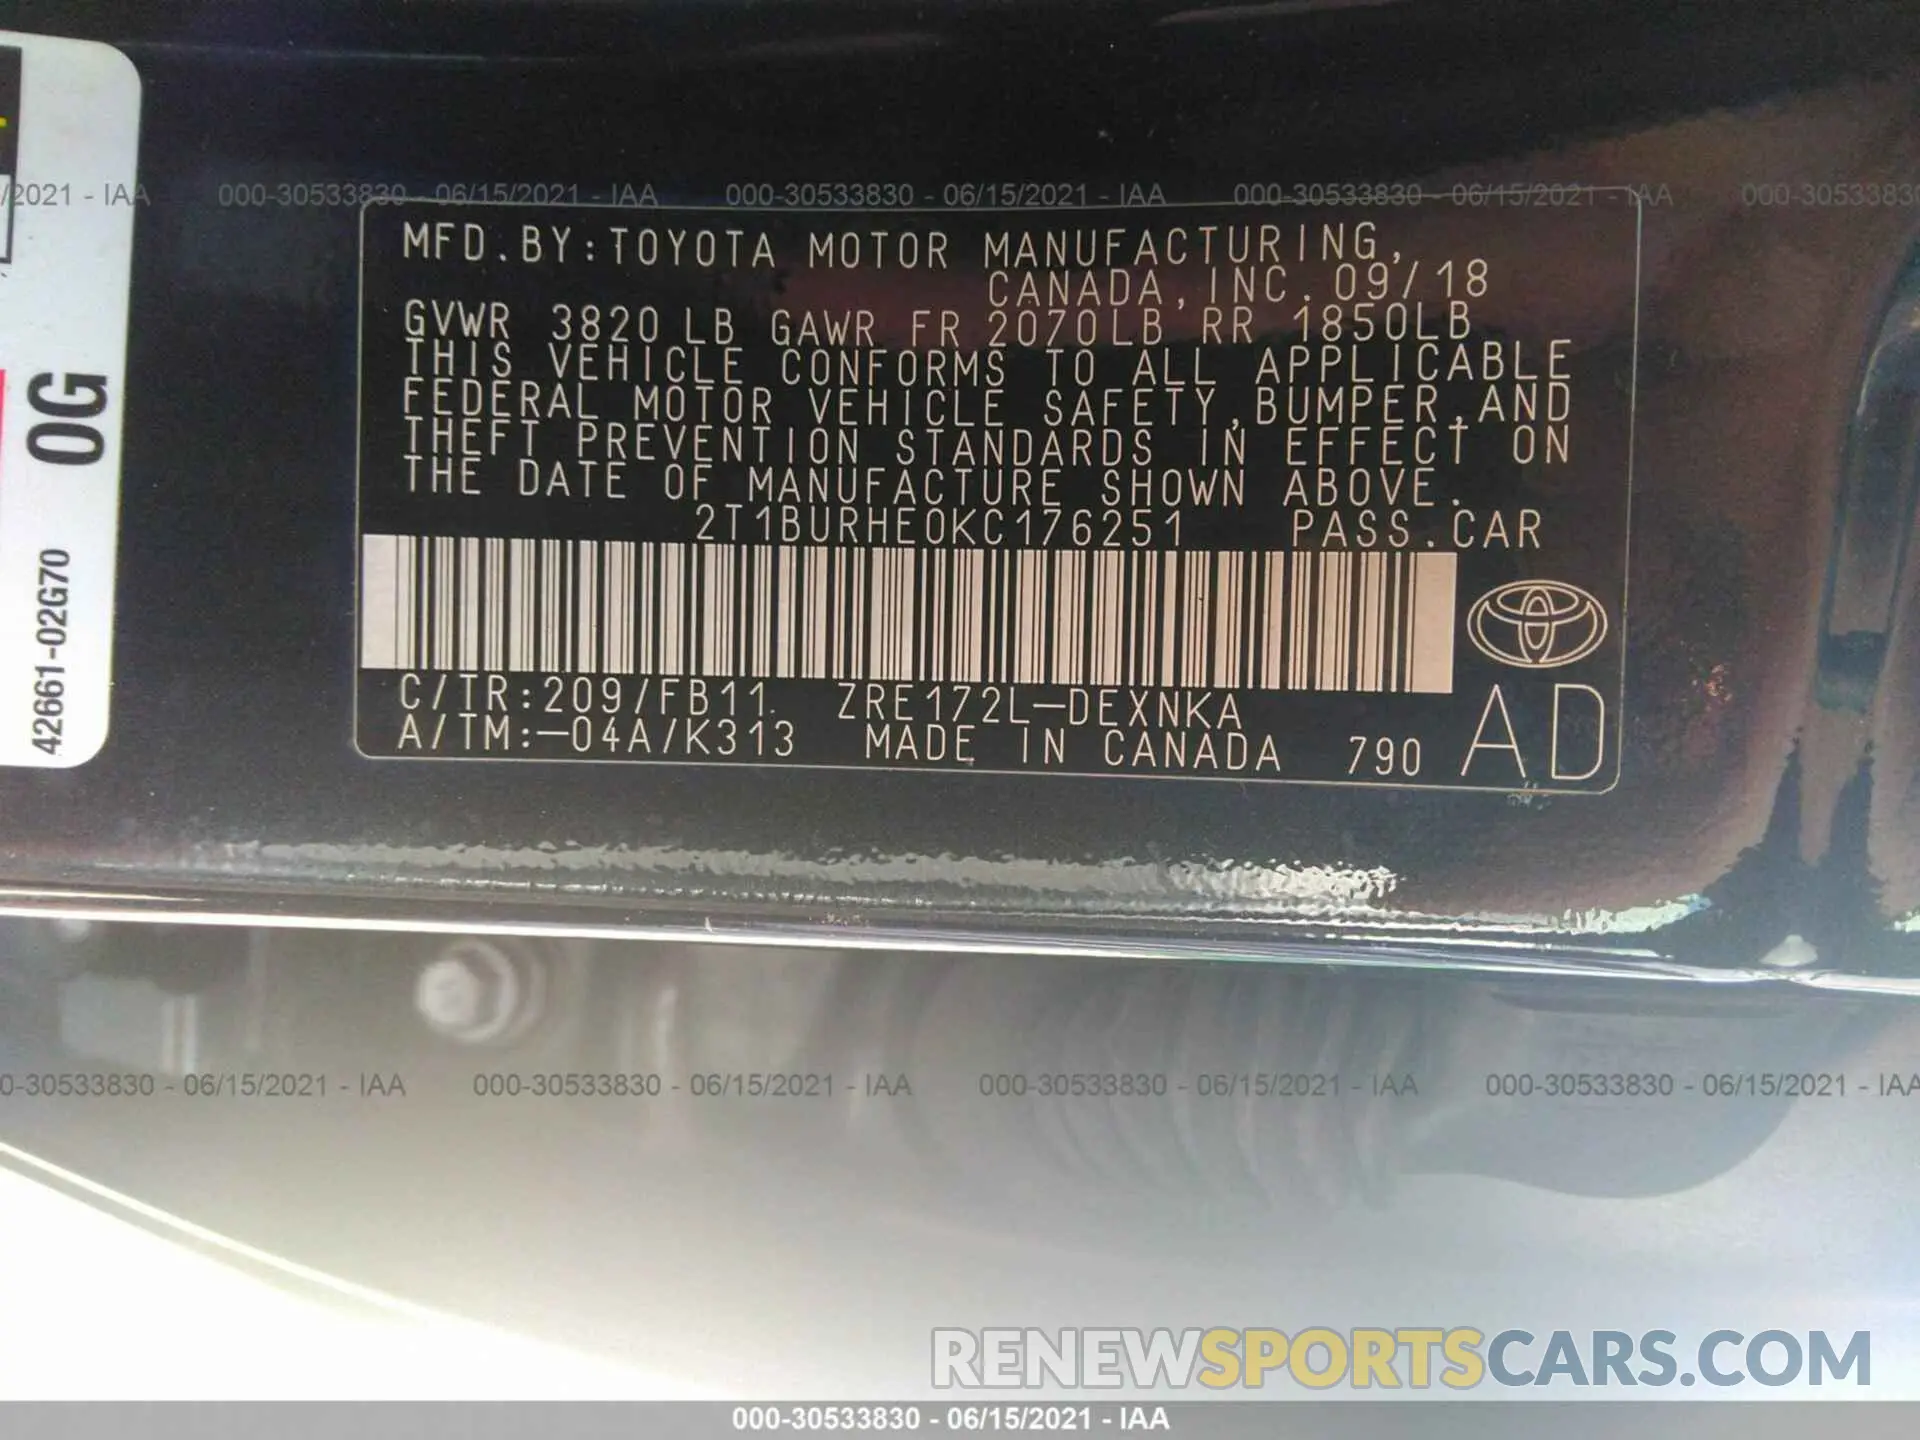 /2021 - IAA 000-30533830 - 06/15/2021 - IAA 000-30533830 - 06/15/2021 - IAA 000-30533830 - 06/15/2021 - IAA 000-3053383
MFD.BY:TOYOTA MOTOR MANUFACTURING,
CANADA,INC. 09/18
GVWR 3820LB GAWR FR 2070LB RR 1850LB
THIS VEHICLE CONFORMS TO ALL APPLICABLE
FEDERAL MOTOR VEHICLE SAFETY,BUMPER,AND
THEFT PREVENTION STANDARDS IN EFFECT ON
THE DATE OF MANUFACTURE SHOWN ABOVE.
2T1BURHE0KC176251 PASS.CAR
C/TR:209/FB11 ZRE172L-DEXNKA
A/TM:-04A/K313 MADE IN CANADA 790 AD
0G
42661-02G70
0-30533830 - 06/15/2021 - IAA 000-30533830 - 06/15/2021 - IAA 000-30533830 - 06/15/2021 - IAA 000-30533830 - 06/15/2021 - IAA
RENEWSPORTSCARS.COM
000-30533830 - 06/15/2021 - IAA